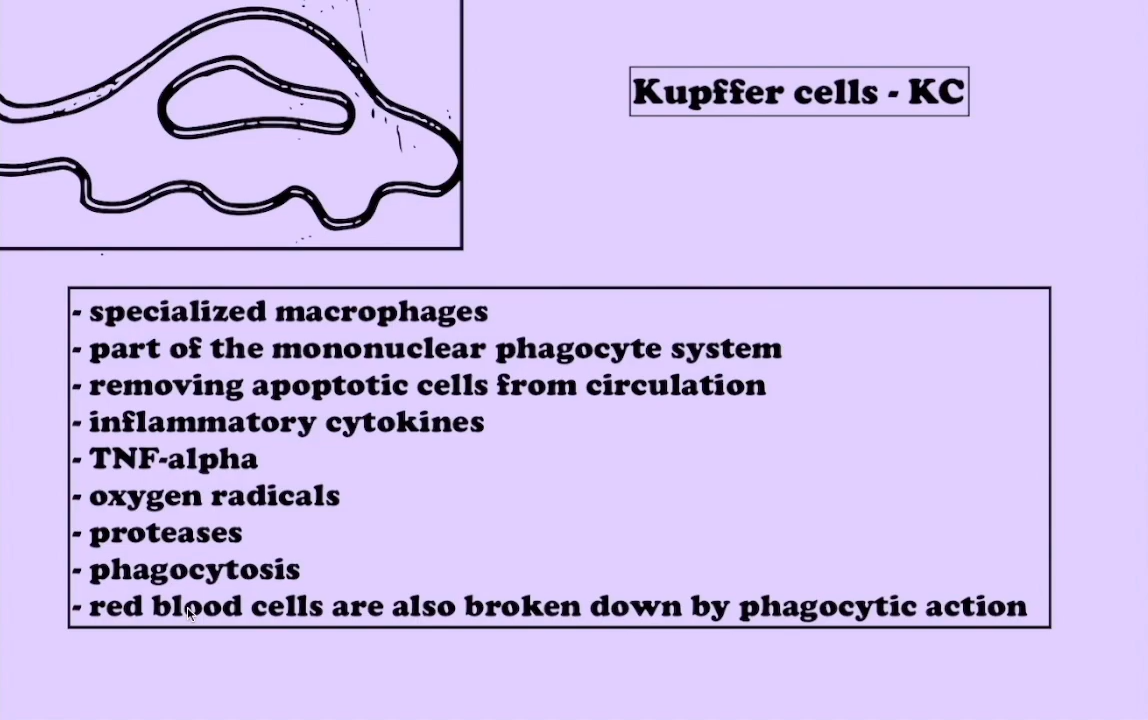 Kupffer cells - KC
- specialized macrophages
- part of the mononuclear phagocyte system
- removing apoptotic cells from circulation
- inflammatory cytokines
- TNF-alpha
- oxygen radicals
- proteases
- phagocytosis
- red blood cells are also broken down by phagocytic action